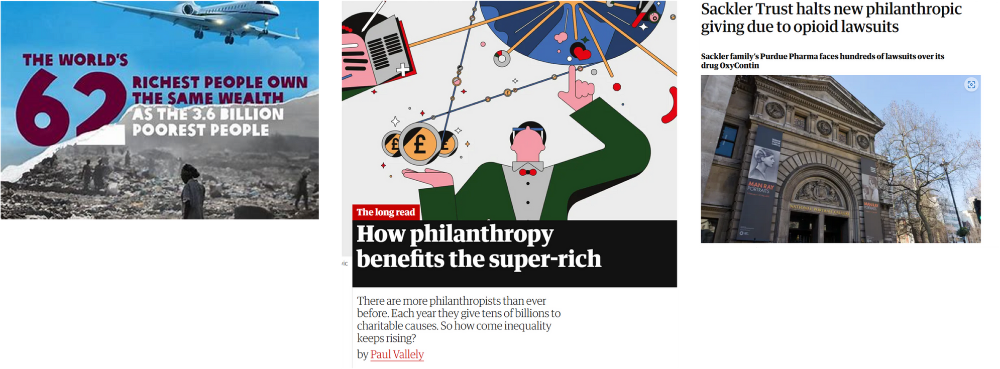 THE WORLD'S
62
RICHEST PEOPLE OWN
THE SAME WEALTH
AS THE 3.6 BILLION
POOREST PEOPLE
£ £ £
£
The long read
How philanthropy
benefits the super-rich
vic
There are more philanthropists than ever
before. Each year they give tens of billions to
charitable causes. So how come inequality
keeps rising?
by Paul Vallely
Sackler Trust halts new philanthropic
giving due to opioid lawsuits
Sackler family's Purdue Pharma faces hundreds of lawsuits over its
drug OxyContin
National
Portrait
Gallery
MAN RAY
PORTRAITS
NATIONAL PORTRAIT GALLERY
MAN RAY
PORTRAITS